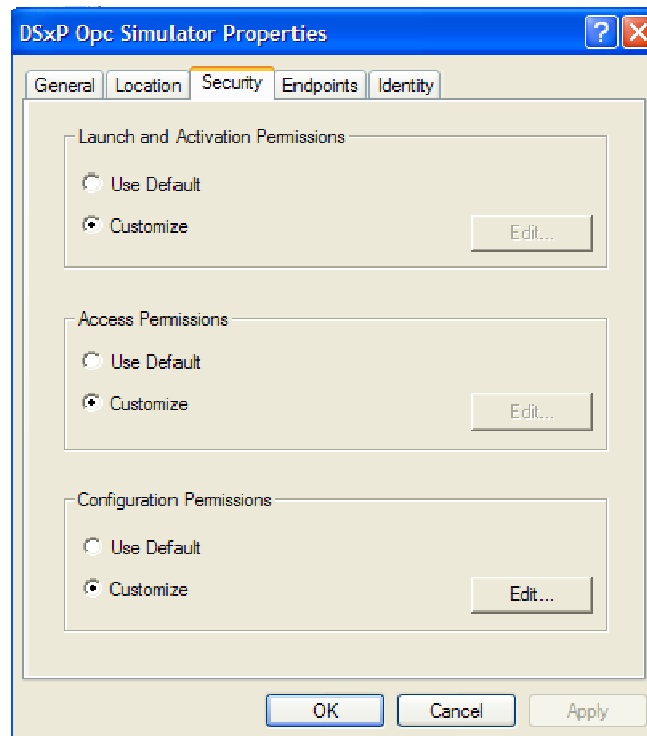 DSxP Opc Simulator Properties
General Location Security Endpoints Identity
Launch and Activation Permissions
Use Default
Customize
Edit...
Access Permissions
Use Default
Customize
Edit...
Configuration Permissions
Use Default
Customize
Edit...
OK Cancel Apply